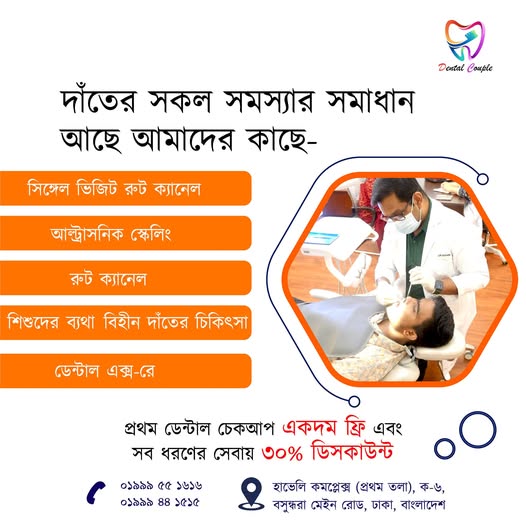 Dental Couple
দাঁতের সকল সমস্যার সমাধান
আছে আমাদের কাছে-
সিঙ্গেল ভিজিট রুট ক্যানেল
আল্ট্রাসনিক স্কেলিং
রুট ক্যানেল
শিশুদের ব্যথা বিহীন দাঁতের চিকিৎসা
ডেন্টাল এক্স-রে
প্রথম ডেন্টাল চেকআপ একদম ফ্রি এবং
সব ধরণের সেবায় ৩০% ডিসকাউন্ট
০১৯৯৯ ৫৫ ১৬১৬
০১৯৯৯ ৪৪ ১৫১৫
হাভেলি কমপ্লেক্স (প্রথম তলা), ক-৬,
বসুন্ধরা মেইন রোড, ঢাকা, বাংলাদেশ